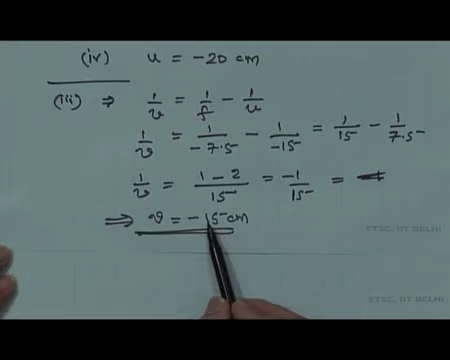 (iv) u = -20 cm
(iii) ⇒ 1/v = 1/f - 1/u
1/v = 1/-7.5 - 1/-15 = 1/15 - 1/7.5
1/v = 1-2/15 = -1/15 =
⇒ v = -15 cm
ETSC, IIT DELHI
ETSC, IIT DELHI